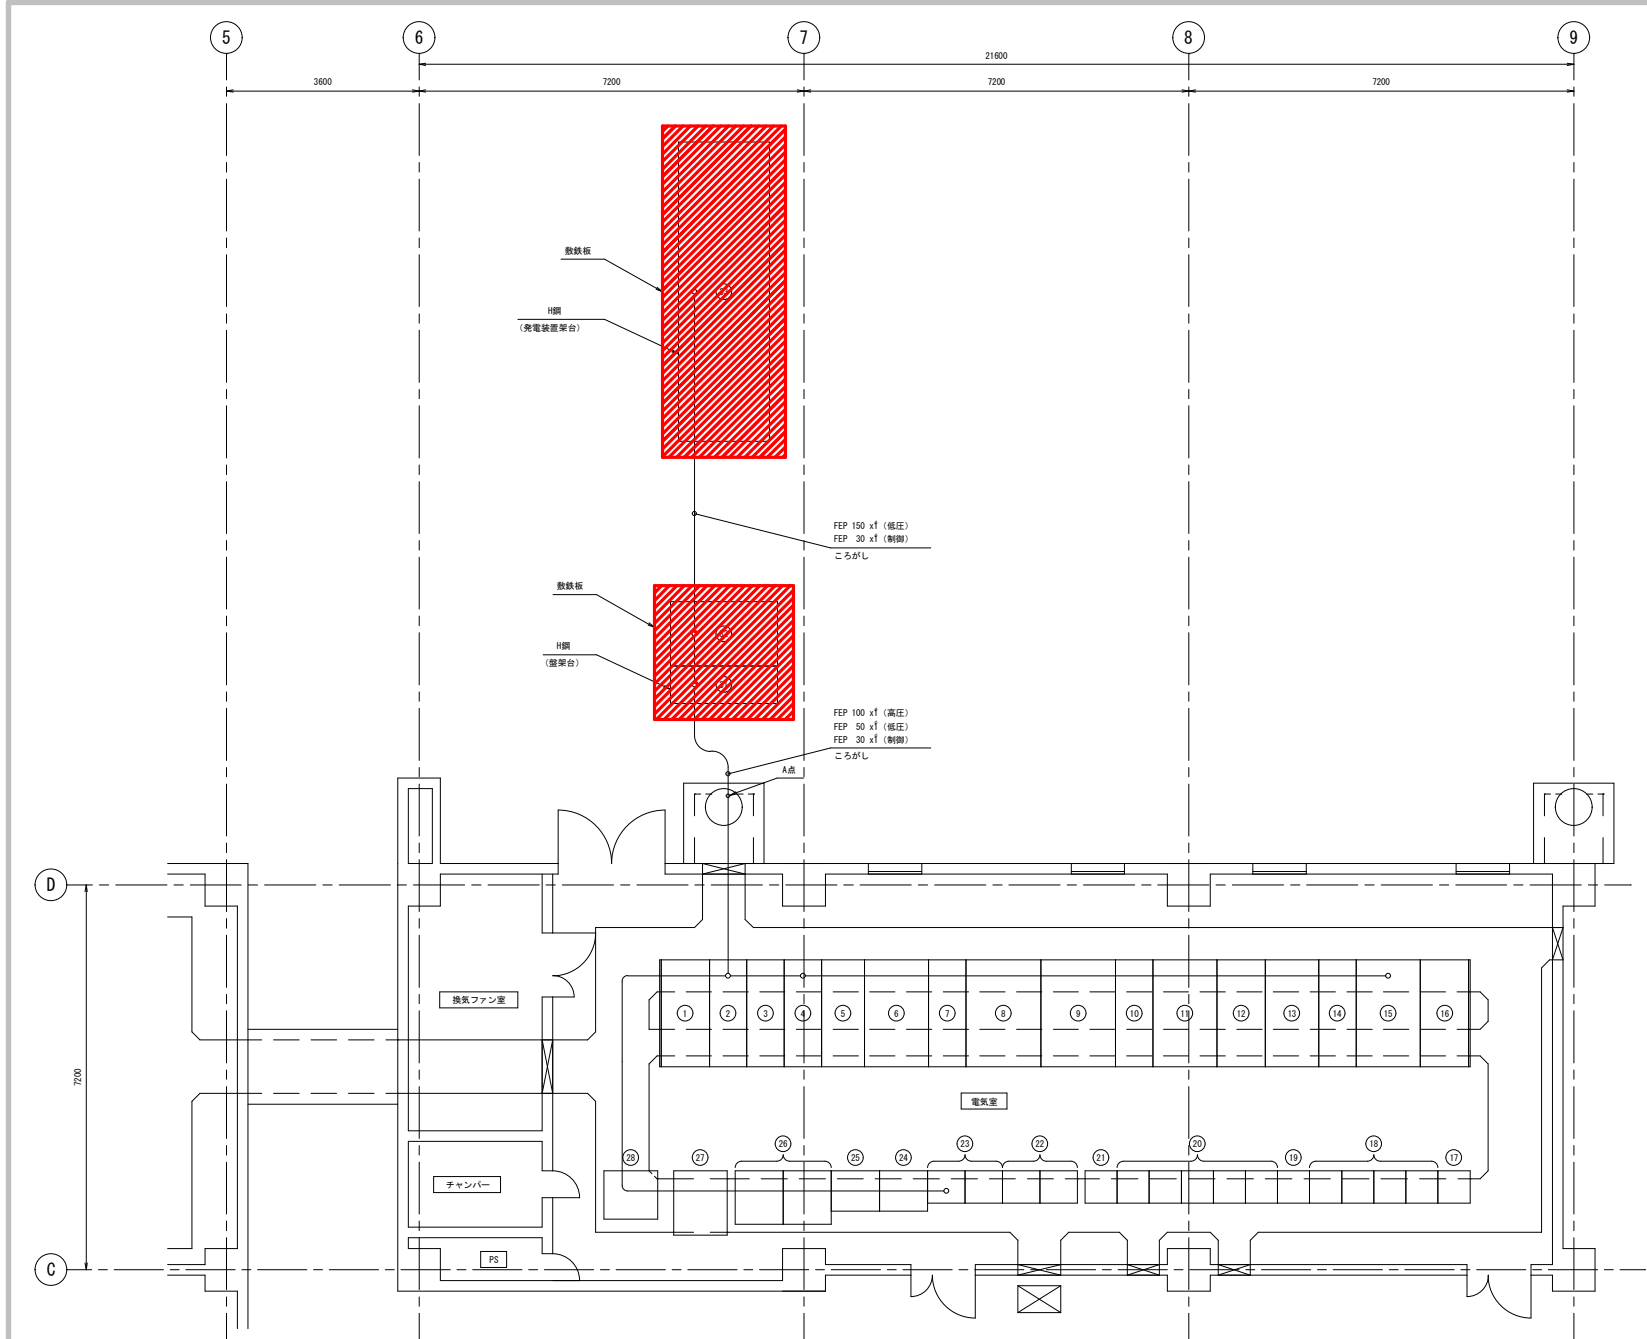 5 6 7 8 9
21600
3600 7200 7200 7200
敷鉄板
H鋼
(発電装置架台)
FEP 150 x1 (低圧)
FEP 30 x1 (制御)
ころがし
敷鉄板
H鋼
(盤架台)
FEP 100 x1 (高圧)
FEP 50 x1 (低圧)
FEP 30 x1 (制御)
ころがし
A点
D
換気ファン室
1 2 3 4 5 6 7 8 9 10 11 12 13 14 15 16
7200
電気室
28 27 26 25 24 23 22 21 20 19 18 17
チャンバー
PS
C